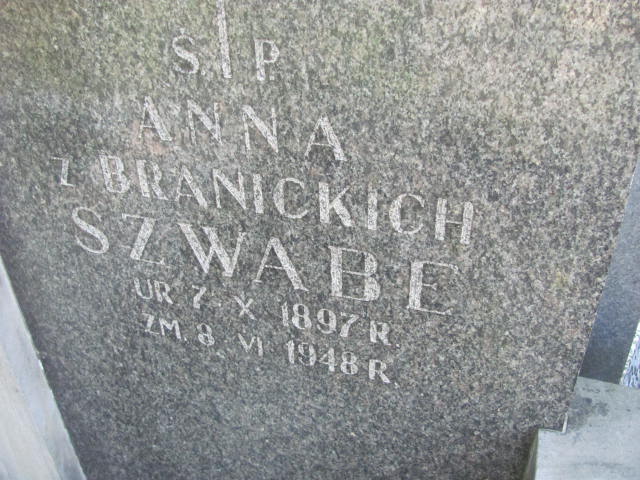 Ś. P.
ANNA
Z BRANICKICH
SZWABE
UR 7 - X 1897 R.
ZM. 8. VI 1948 R.